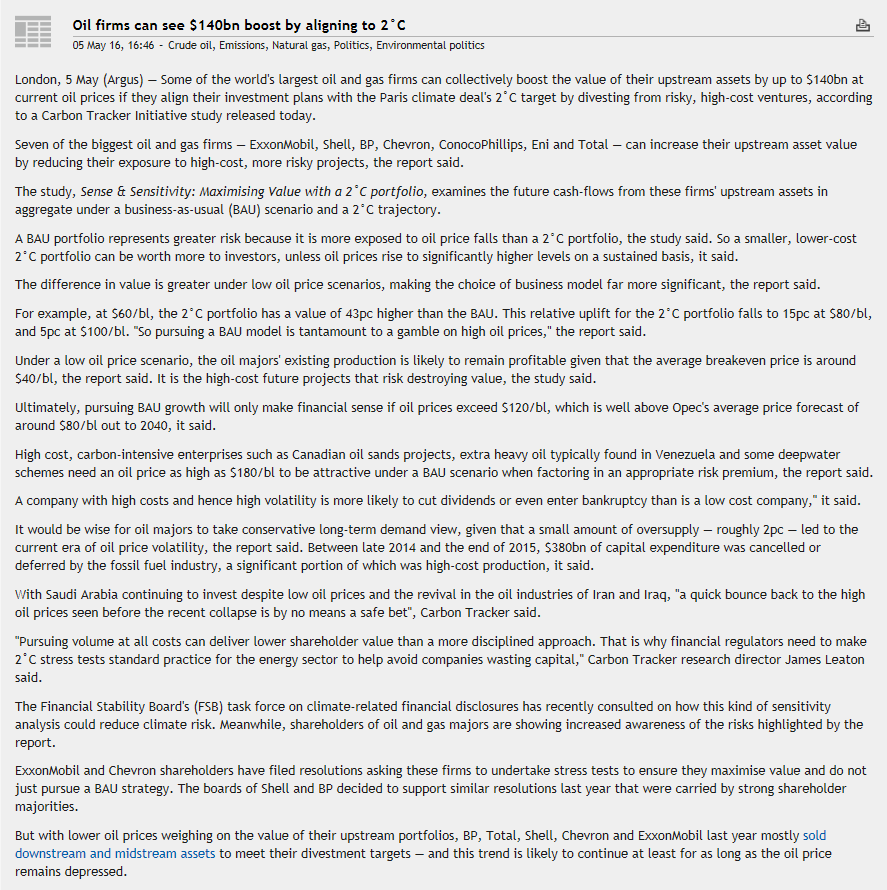 Oil firms can see $140bn boost by aligning to 2˚C
05 May 16, 16:46 - Crude oil, Emissions, Natural gas, Politics, Environmental politics
London, 5 May (Argus) — Some of the world's largest oil and gas firms can collectively boost the value of their upstream assets by up to $140bn at
current oil prices if they align their investment plans with the Paris climate deal's 2˚C target by divesting from risky, high-cost ventures, according
to a Carbon Tracker Initiative study released today.
Seven of the biggest oil and gas firms — ExxonMobil, Shell, BP, Chevron, ConocoPhillips, Eni and Total — can increase their upstream asset value
by reducing their exposure to high-cost, more risky projects, the report said.
The study, Sense & Sensitivity: Maximising Value with a 2˚C portfolio, examines the future cash-flows from these firms' upstream assets in
aggregate under a business-as-usual (BAU) scenario and a 2˚C trajectory.
A BAU portfolio represents greater risk because it is more exposed to oil price falls than a 2˚C portfolio, the study said. So a smaller, lower-cost
2˚C portfolio can be worth more to investors, unless oil prices rise to significantly higher levels on a sustained basis, it said.
The difference in value is greater under low oil price scenarios, making the choice of business model far more significant, the report said.
For example, at $60/bl, the 2˚C portfolio has a value of 43pc higher than the BAU. This relative uplift for the 2˚C portfolio falls to 15pc at $80/bl,
and 5pc at $100/bl. "So pursuing a BAU model is tantamount to a gamble on high oil prices," the report said.
Under a low oil price scenario, the oil majors' existing production is likely to remain profitable given that the average breakeven price is around
$40/bl, the report said. It is the high-cost future projects that risk destroying value, the study said.
Ultimately, pursuing BAU growth will only make financial sense if oil prices exceed $120/bl, which is well above Opec's average price forecast of
around $80/bl out to 2040, it said.
High cost, carbon-intensive enterprises such as Canadian oil sands projects, extra heavy oil typically found in Venezuela and some deepwater
schemes need an oil price as high as $180/bl to be attractive under a BAU scenario when factoring in an appropriate risk premium, the report said.
A company with high costs and hence high volatility is more likely to cut dividends or even enter bankruptcy than is a low cost company," it said.
It would be wise for oil majors to take conservative long-term demand view, given that a small amount of oversupply — roughly 2pc — led to the
current era of oil price volatility, the report said. Between late 2014 and the end of 2015, $380bn of capital expenditure was cancelled or
deferred by the fossil fuel industry, a significant portion of which was high-cost production, it said.
With Saudi Arabia continuing to invest despite low oil prices and the revival in the oil industries of Iran and Iraq, "a quick bounce back to the high
oil prices seen before the recent collapse is by no means a safe bet", Carbon Tracker said.
"Pursuing volume at all costs can deliver lower shareholder value than a more disciplined approach. That is why financial regulators need to make
2˚C stress tests standard practice for the energy sector to help avoid companies wasting capital," Carbon Tracker research director James Leaton
said.
The Financial Stability Board's (FSB) task force on climate-related financial disclosures has recently consulted on how this kind of sensitivity
analysis could reduce climate risk. Meanwhile, shareholders of oil and gas majors are showing increased awareness of the risks highlighted by the
report.
ExxonMobil and Chevron shareholders have filed resolutions asking these firms to undertake stress tests to ensure they maximise value and do not
just pursue a BAU strategy. The boards of Shell and BP decided to support similar resolutions last year that were carried by strong shareholder
majorities.
But with lower oil prices weighing on the value of their upstream portfolios, BP, Total, Shell, Chevron and ExxonMobil last year mostly sold
downstream and midstream assets to meet their divestment targets — and this trend is likely to continue at least for as long as the oil price
remains depressed.